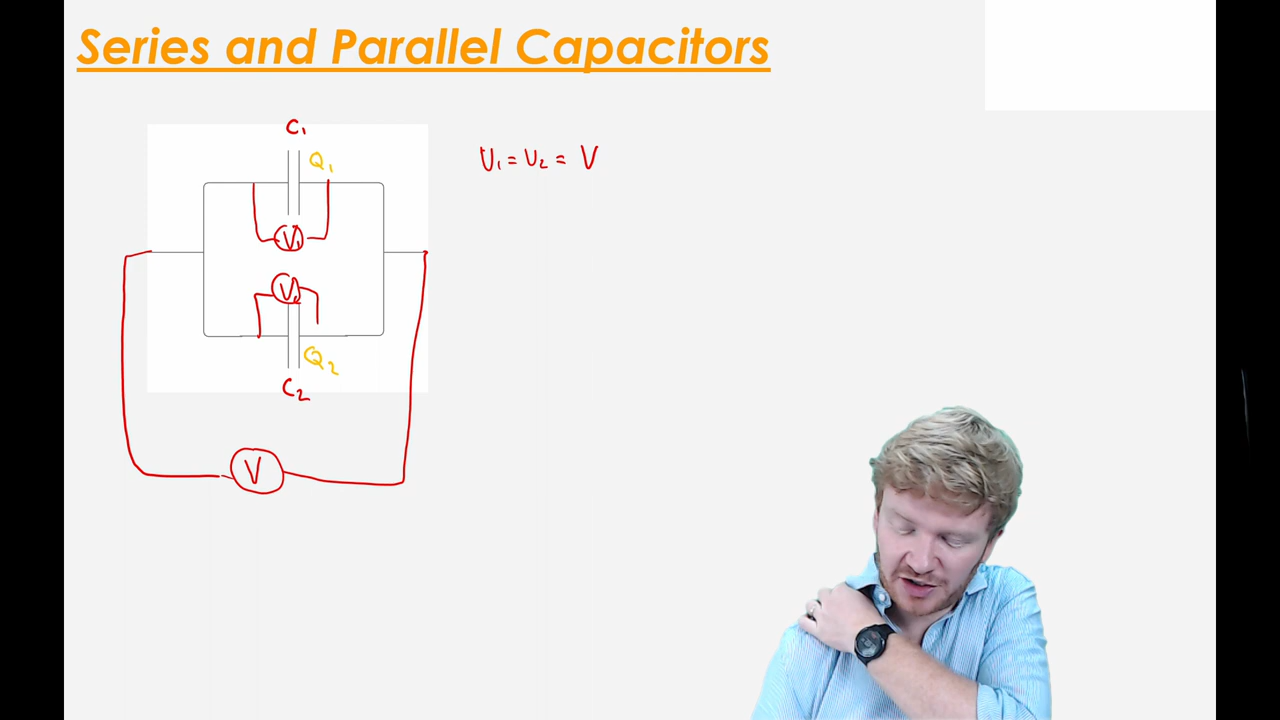 Series and Parallel Capacitors
C₁
Q₁
V₁ = V₂ = V
V₁
V₂
Q₂
C₂
V